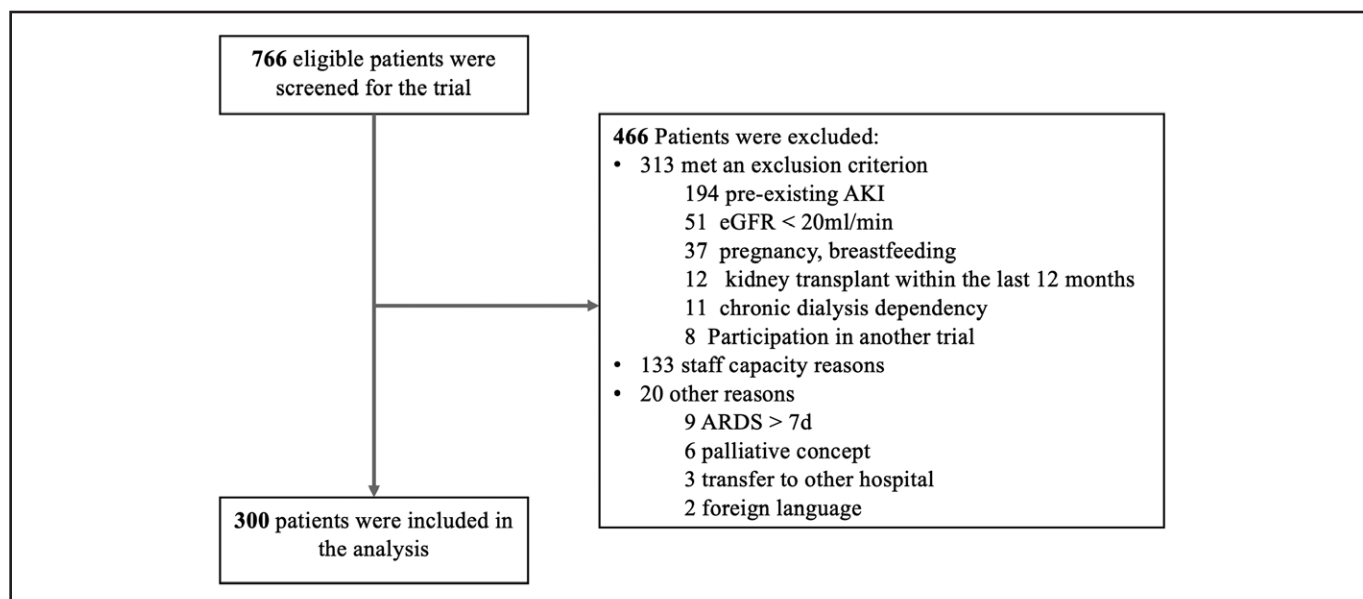 766 eligible patients were
screened for the trial
466 Patients were excluded:
• 313 met an exclusion criterion
194 pre-existing AKI
51 eGFR < 20ml/min
37 pregnancy, breastfeeding
12 kidney transplant within the last 12 months
11 chronic dialysis dependency
8 Participation in another trial
• 133 staff capacity reasons
• 20 other reasons
9 ARDS > 7d
6 palliative concept
3 transfer to other hospital
2 foreign language
300 patients were included in
the analysis